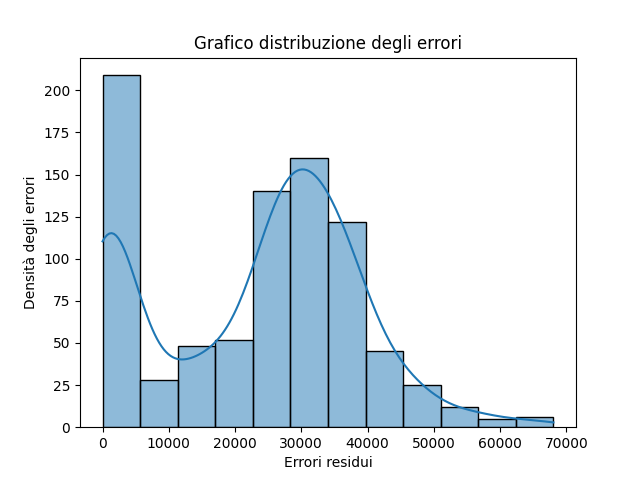 Grafico distribuzione degli errori
Densità degli errori
200
175
150
125
100
75
50
25
0
0 10000 20000 30000 40000 50000 60000 70000
Errori residui